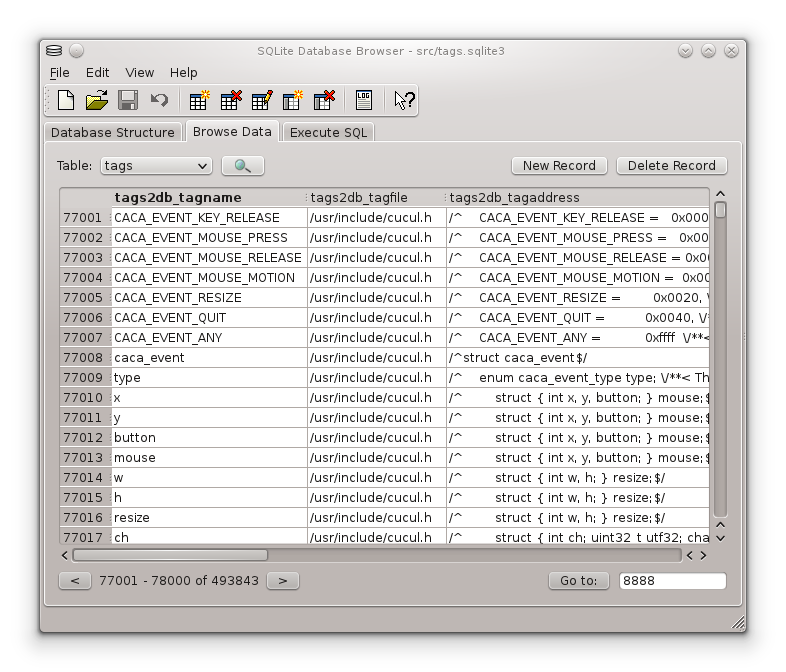 SQLite Database Browser - src/tags.sqlite3
File Edit View Help
LOG
Database Structure Browse Data Execute SQL
Table: tags New Record Delete Record
tags2db_tagname tags2db_tagfile tags2db_tagaddress
77001 CACA_EVENT_KEY_RELEASE /usr/include/cucul.h /^ CACA_EVENT_KEY_RELEASE = 0x000
77002 CACA_EVENT_MOUSE_PRESS /usr/include/cucul.h /^ CACA_EVENT_MOUSE_PRESS = 0x00
77003 CACA_EVENT_MOUSE_RELEASE /usr/include/cucul.h /^ CACA_EVENT_MOUSE_RELEASE = 0x00
77004 CACA_EVENT_MOUSE_MOTION /usr/include/cucul.h /^ CACA_EVENT_MOUSE_MOTION = 0x00
77005 CACA_EVENT_RESIZE /usr/include/cucul.h /^ CACA_EVENT_RESIZE = 0x0020, \
77006 CACA_EVENT_QUIT /usr/include/cucul.h /^ CACA_EVENT_QUIT = 0x0040, \/*
77007 CACA_EVENT_ANY /usr/include/cucul.h /^ CACA_EVENT_ANY = 0xffff \/**<
77008 caca_event /usr/include/cucul.h /^struct caca_event$/
77009 type /usr/include/cucul.h /^ enum caca_event_type type; \/**< Th
77010 x /usr/include/cucul.h /^ struct { int x, y, button; } mouse;$
77011 y /usr/include/cucul.h /^ struct { int x, y, button; } mouse;$
77012 button /usr/include/cucul.h /^ struct { int x, y, button; } mouse;$
77013 mouse /usr/include/cucul.h /^ struct { int x, y, button; } mouse;$
77014 w /usr/include/cucul.h /^ struct { int w, h; } resize;$/
77015 h /usr/include/cucul.h /^ struct { int w, h; } resize;$/
77016 resize /usr/include/cucul.h /^ struct { int w, h; } resize;$/
77017 ch /usr/include/cucul.h /^ struct { int ch; uint32_t utf32; cha
< 77001 - 78000 of 493843 > Go to: 8888